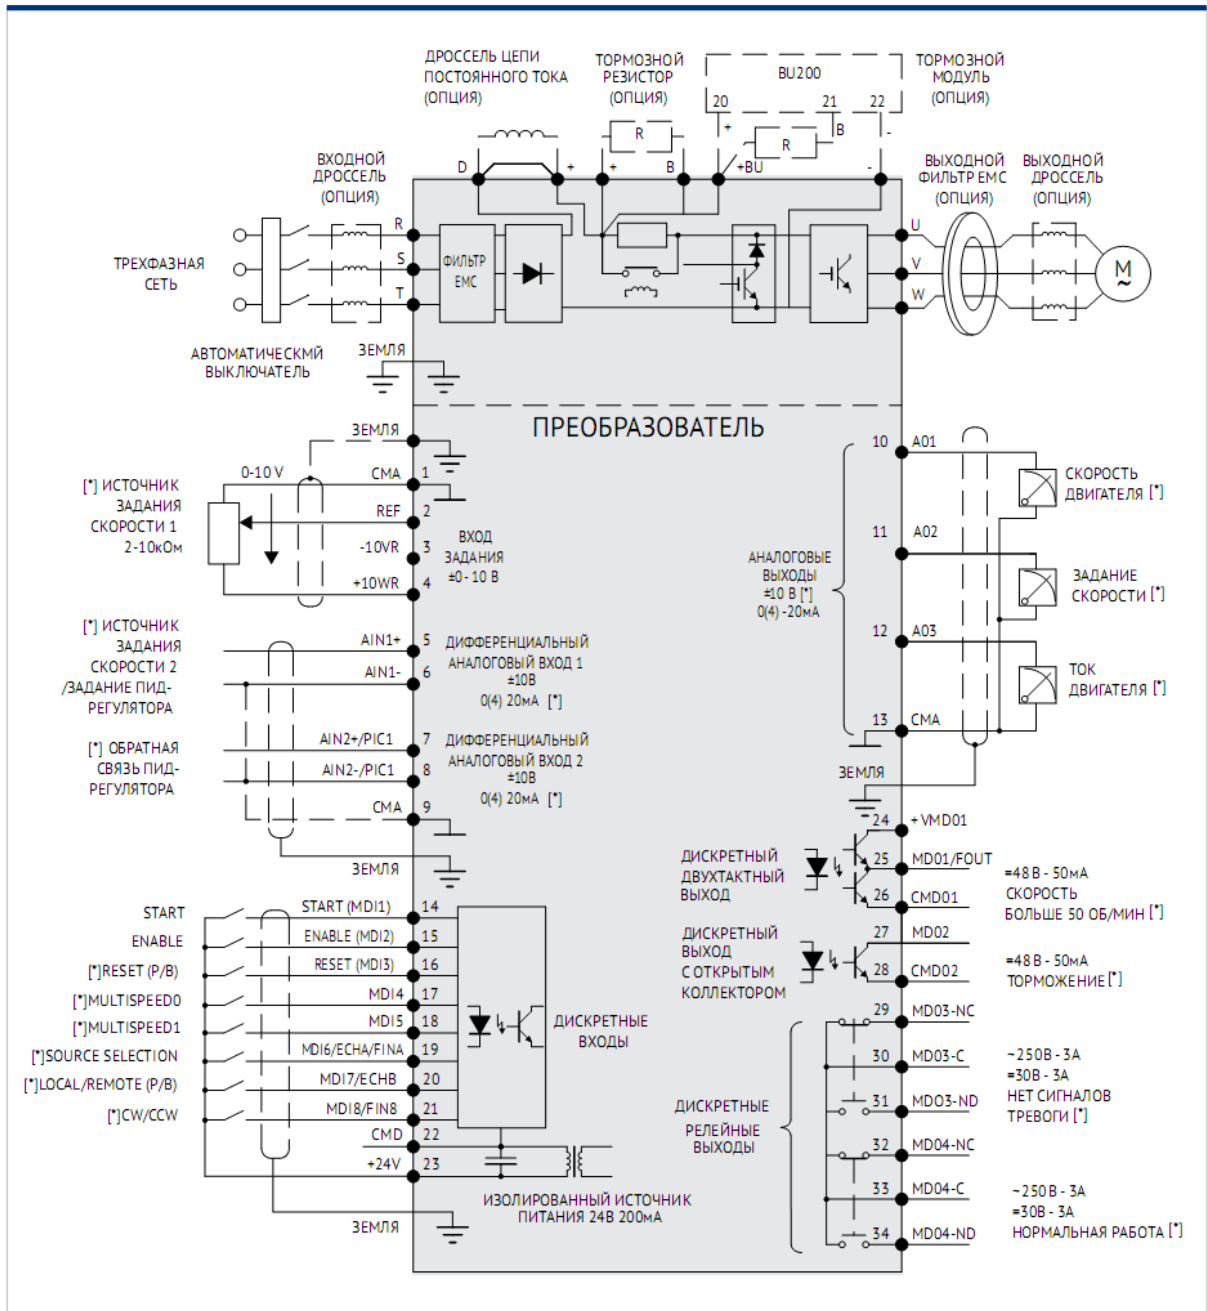 ДРОССЕЛЬ ЦЕПИ
ПОСТОЯННОГО ТОКА
(ОПЦИЯ)
ТОРМОЗНОЙ
РЕЗИСТОР
(ОПЦИЯ)
BU200
20
21
22
ТОРМОЗНОЙ
МОДУЛЬ
(ОПЦИЯ)
R
+
R
B
-
D
+
+
B
+BU
-
ВХОДНОЙ
ДРОССЕЛЬ
(ОПЦИЯ)
ВЫХОДНОЙ
ФИЛЬТР EMC
(ОПЦИЯ)
ВЫХОДНОЙ
ДРОССЕЛЬ
(ОПЦИЯ)
ТРЕХФАЗНАЯ
СЕТЬ
R
S
T
ФИЛЬТР
EMC
U
V
W
M
~
АВТОМАТИЧЕСКМЙ
ВЫКЛЮЧАТЕЛЬ
ЗЕМЛЯ
ПРЕОБРАЗОВАТЕЛЬ
ЗЕМЛЯ
[*] ИСТОЧНИК
ЗАДАНИЯ
СКОРОСТИ 1
2-10кОм
0-10 V
CMA 1
REF 2
-10VR 3
+10WR 4
ВХОД
ЗАДАНИЯ
±0- 10 В
[*] ИСТОЧНИК
ЗАДАНИЯ
СКОРОСТИ 2
/ЗАДАНИЕ ПИД-
РЕГУЛЯТОРА
AIN1+ 5
AIN1- 6
ДИФФЕРЕНЦИАЛЬНЫЙ
АНАЛОГОВЫЙ ВХОД 1
±10В
0(4) 20мА [*]
[*] ОБРАТНАЯ
СВЯЗЬ ПИД-
РЕГУЛЯТОРА
AIN2+/PIC1 7
AIN2-/PIC1 8
CMA 9
ДИФФЕРЕНЦИАЛЬНЫЙ
АНАЛОГОВЫЙ ВХОД 2
±10В
0(4) 20мА [*]
ЗЕМЛЯ
АНАЛОГОВЫЕ
ВЫХОДЫ
±10 В [*]
0(4) -20мА
10 A01
СКОРОСТЬ
ДВИГАТЕЛЯ [*]
11 A02
ЗАДАНИЕ
СКОРОСТИ [*]
12 A03
ТОК
ДВИГАТЕЛЯ [*]
13 CMA
ЗЕМЛЯ
ДИСКРЕТНЫЙ
ДВУХТАКТНЫЙ
ВЫХОД
24 +VMD01
25 MD01/FOUT
26 CMD01
=48В - 50мА
СКОРОСТЬ
БОЛЬШЕ 50 ОБ/МИН [*]
ДИСКРЕТНЫЙ
ВЫХОД
С ОТКРЫТЫМ
КОЛЛЕКТОРОМ
27 MD02
28 CMD02
=48В - 50мА
ТОРМОЖЕНИЕ[*]
START
ENABLE
[*]RESET (P/B)
[*]MULTISPEED0
[*]MULTISPEED1
[*]SOURCE SELECTION
[*]LOCAL/REMOTE (P/B)
[*]CW/CCW
START (MDI1) 14
ENABLE (MDI2) 15
RESET (MDI3) 16
MDI4 17
MDI5 18
MDI6/ECHA/FINA 19
MDI7/ECHB 20
MDI8/FIN8 21
CMD 22
+24V 23
ДИСКРЕТНЫЕ
ВХОДЫ
ИЗОЛИРОВАННЫЙ ИСТОЧНИК
ПИТАНИЯ 24В 200мА
ЗЕМЛЯ
ДИСКРЕТНЫЕ
РЕЛЕЙНЫЕ
ВЫХОДЫ
29 MD03-NC
30 MD03-C
31 MDO3-ND
32 MD04-NC
33 MD04-C
34 MD04-ND
~250В - 3А
=30В - 3А
НЕТ СИГНАЛОВ
ТРЕВОГИ [*]
~250В - 3А
=30В - 3А
НОРМАЛЬНАЯ РАБОТА [*]